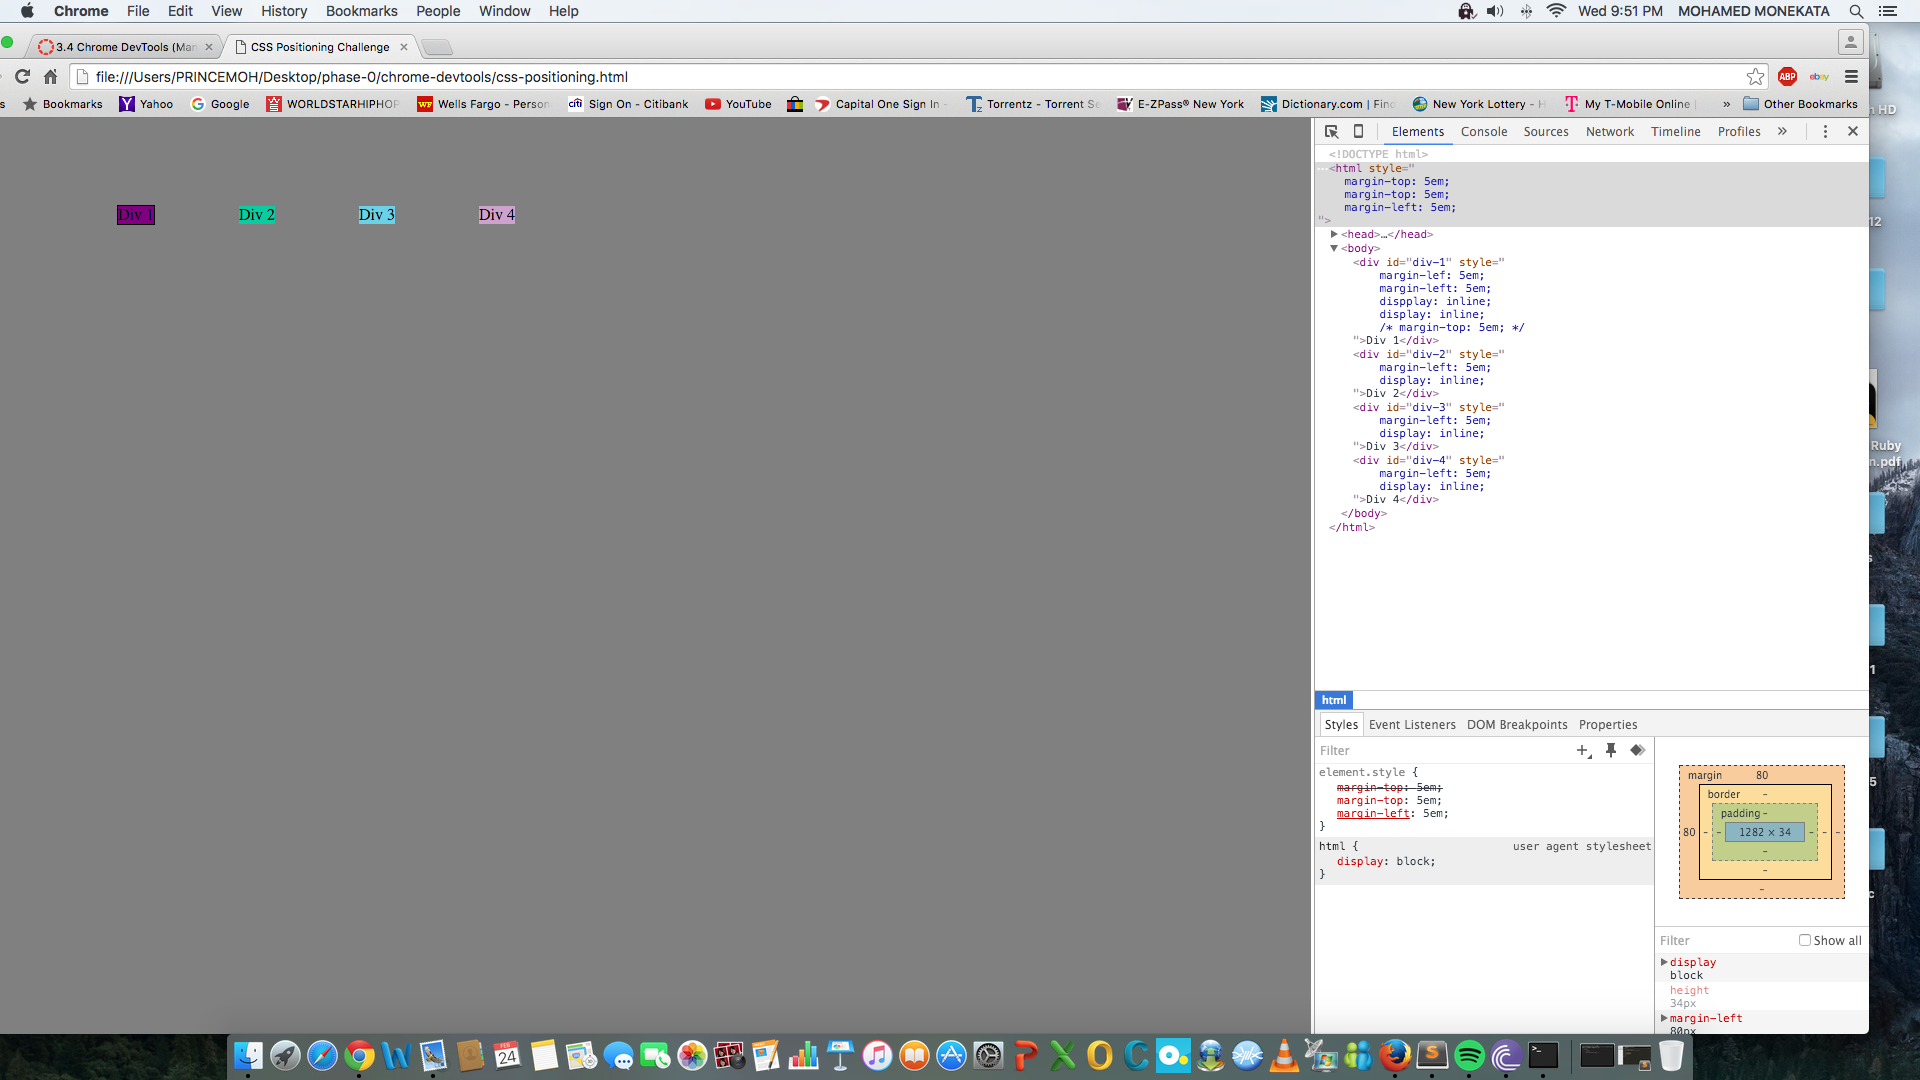 Chrome File Edit View History Bookmarks People Window Help Wed 9:51 PM MOHAMED MONEKATA
3.4 Chrome DevTools (Man
CSS Positioning Challenge
file:///Users/PRINCEMOH/Desktop/phase-0/chrome-devtools/css-positioning.html
ABP ebay
s Bookmarks Yahoo Google WORLDSTARHIPHOP Wells Fargo - Person Sign On - Citibank YouTube Capital One Sign In - Torrentz - Torrent Se E-ZPass® New York Dictionary.com | Find New York Lottery - H My T-Mobile Online | » Other Bookmarks
HD
Elements Console Sources Network Timeline Profiles »
<!DOCTYPE html>
<html style="
margin-top: 5em;
margin-top: 5em;
margin-left: 5em;
">
<head>…</head>
<body>
<div id="div-1" style="
margin-lef: 5em;
margin-left: 5em;
dispplay: inline;
display: inline;
/* margin-top: 5em; */
">Div 1</div>
<div id="div-2" style="
margin-left: 5em;
display: inline;
">Div 2</div>
<div id="div-3" style="
margin-left: 5em;
display: inline;
">Div 3</div>
<div id="div-4" style="
margin-left: 5em;
display: inline;
">Div 4</div>
</body>
</html>
Div 1 Div 2 Div 3 Div 4
12
Ruby
n.pdf
s
1
5
c
html
Styles Event Listeners DOM Breakpoints Properties
Filter
element.style {
margin-top: 5em;
margin-top: 5em;
margin-left: 5em;
}
html { user agent stylesheet
display: block;
}
margin 80
border -
padding -
80 - - 1282 × 34 - - -
-
-
-
Filter Show all
display
block
height
34px
margin-left
80px
FEB
24